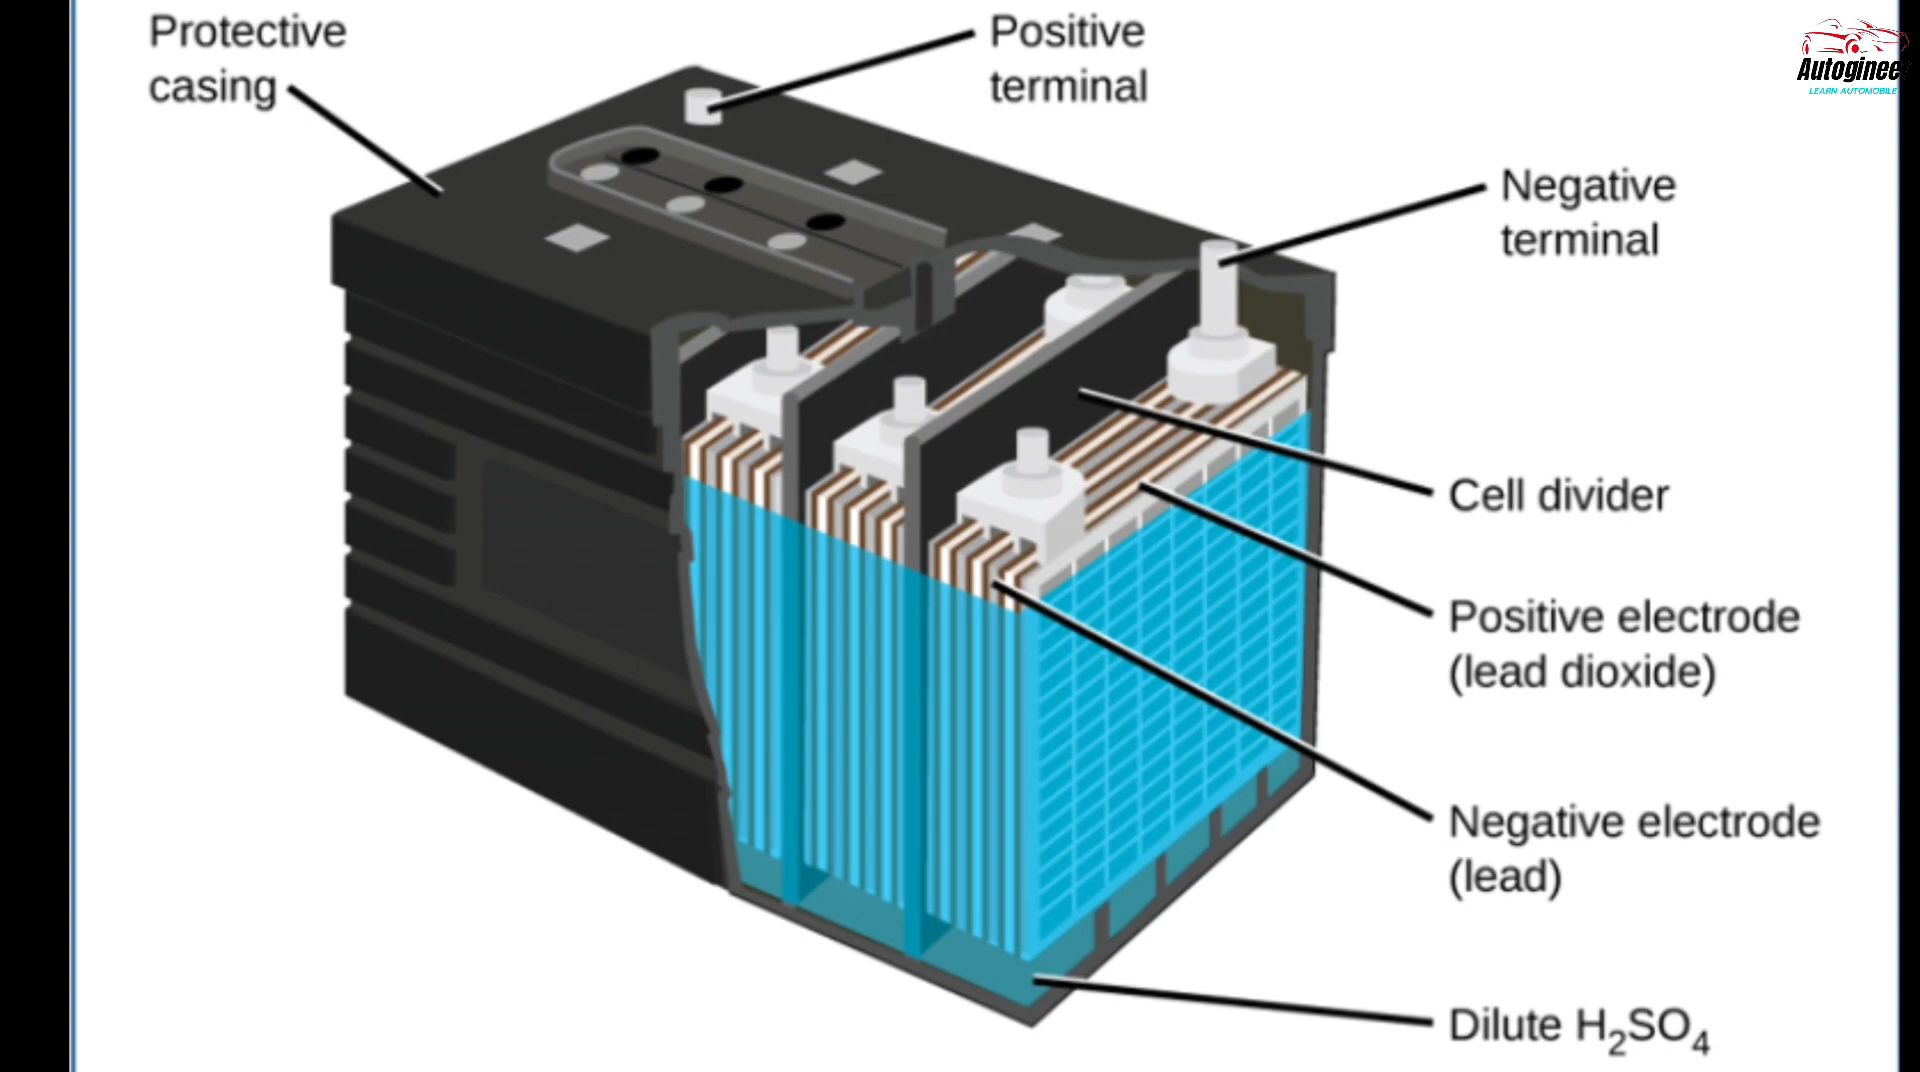 Protective
casing
Positive
terminal
Autogineer
LEARN AUTOMOBILE
Negative
terminal
Cell divider
Positive electrode
(lead dioxide)
Negative electrode
(lead)
Dilute H₂SO₄